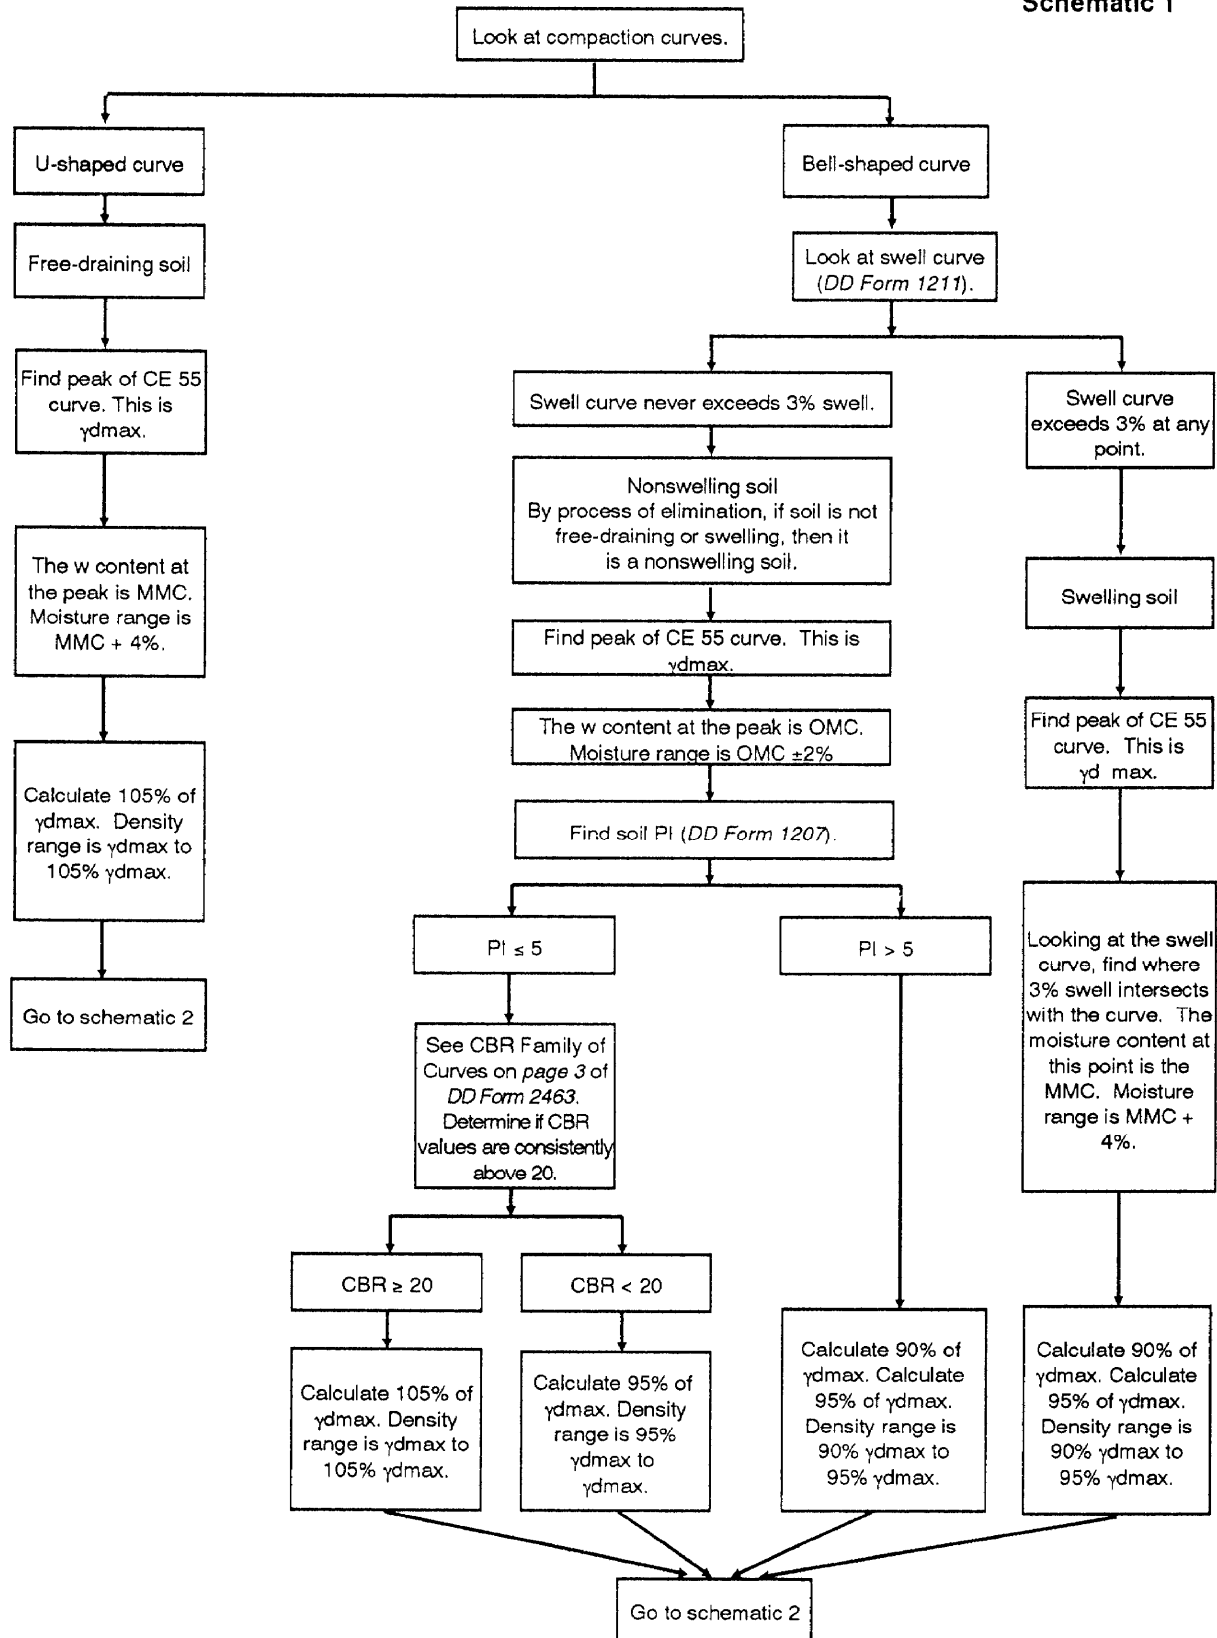 Schematic 1
Look at compaction curves.
U-shaped curve
Free-draining soil
Find peak of CE 55
curve. This is
γdmax.
The w content at
the peak is MMC.
Moisture range is
MMC + 4%.
Calculate 105% of
γdmax. Density
range is γdmax to
105% γdmax.
Go to schematic 2
Bell-shaped curve
Look at swell curve
(DD Form 1211).
Swell curve never exceeds 3% swell.
Nonswelling soil
By process of elimination, if soil is not
free-draining or swelling, then it
is a nonswelling soil.
Find peak of CE 55 curve. This is
γdmax.
The w content at the peak is OMC.
Moisture range is OMC ±2%
Find soil PI (DD Form 1207).
PI ≤ 5
See CBR Family of
Curves on page 3 of
DD Form 2463.
Determine if CBR
values are consistently
above 20.
CBR ≥ 20
Calculate 105% of
γdmax. Density
range is γdmax to
105% γdmax.
CBR < 20
Calculate 95% of
γdmax. Density
range is 95%
γdmax to
γdmax.
PI > 5
Calculate 90% of
γdmax. Calculate
95% of γdmax.
Density range is
90% γdmax to
95% γdmax.
Swell curve
exceeds 3% at any
point.
Swelling soil
Find peak of CE 55
curve. This is
γd max.
Looking at the swell
curve, find where
3% swell intersects
with the curve. The
moisture content at
this point is the
MMC. Moisture
range is MMC +
4%.
Calculate 90% of
γdmax. Calculate
95% of γdmax.
Density range is
90% γdmax to
95% γdmax.
Go to schematic 2